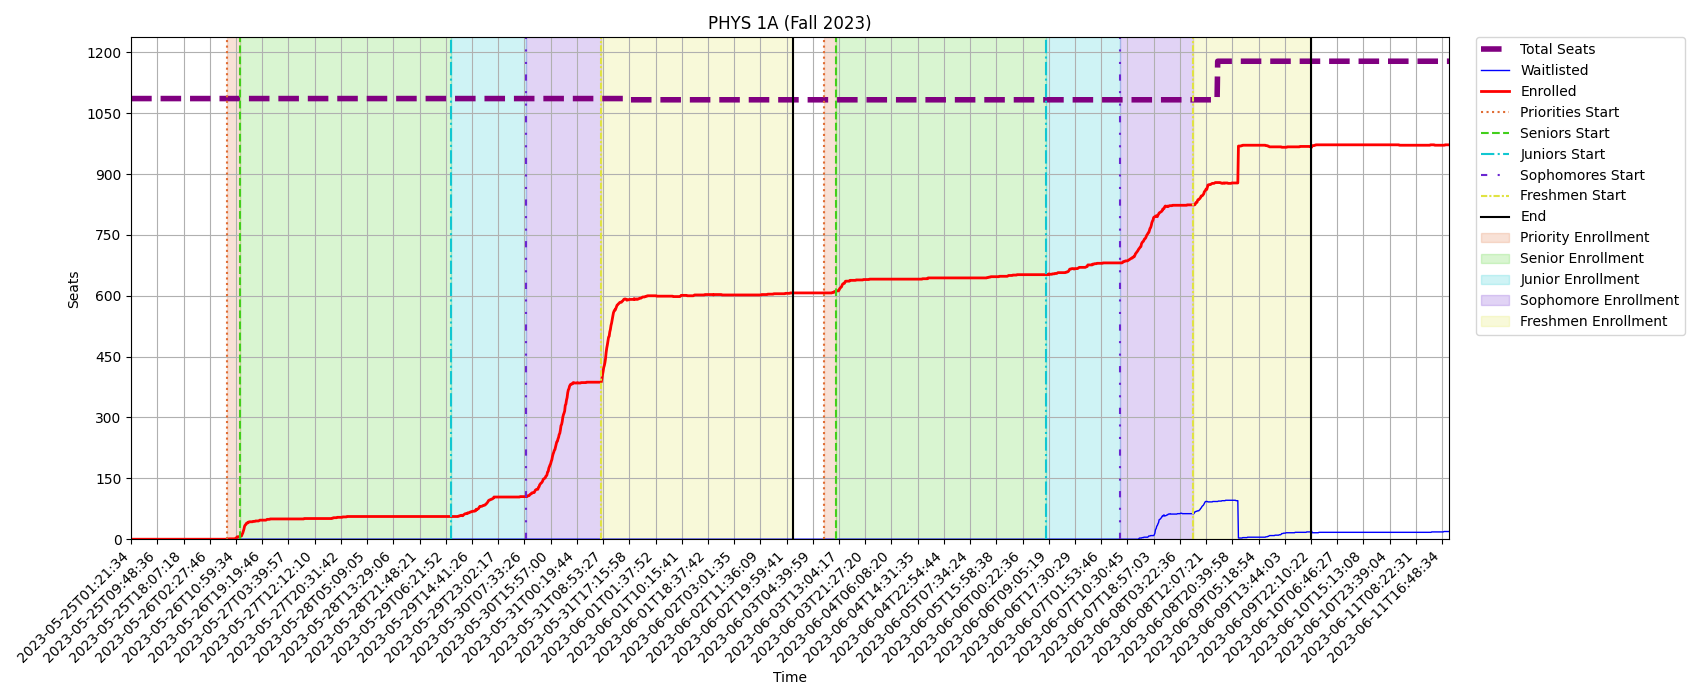 PHYS 1A (Fall 2023)
1200
1050
900
750
600
450
300
150
0
Seats
2023-05-25T01:21:34
2023-05-25T09:48:36
2023-05-25T18:07:18
2023-05-26T02:27:46
2023-05-26T10:59:34
2023-05-26T19:19:46
2023-05-27T03:39:57
2023-05-27T12:12:10
2023-05-27T20:31:42
2023-05-28T05:09:05
2023-05-28T13:29:06
2023-05-28T21:48:21
2023-05-29T06:21:52
2023-05-29T14:41:26
2023-05-29T23:02:17
2023-05-30T07:33:26
2023-05-30T15:57:00
2023-05-31T00:19:44
2023-05-31T08:53:27
2023-05-31T17:15:58
2023-06-01T01:37:52
2023-06-01T10:15:41
2023-06-01T18:37:42
2023-06-02T03:01:35
2023-06-02T11:36:09
2023-06-02T19:59:41
2023-06-03T04:39:59
2023-06-03T13:04:17
2023-06-03T21:27:20
2023-06-04T06:08:20
2023-06-04T14:31:35
2023-06-04T22:54:44
2023-06-05T07:34:24
2023-06-05T15:58:38
2023-06-06T00:22:36
2023-06-06T09:05:19
2023-06-06T17:30:29
2023-06-07T01:53:46
2023-06-07T10:30:45
2023-06-07T18:57:03
2023-06-08T03:22:36
2023-06-08T12:07:21
2023-06-08T20:39:58
2023-06-09T05:18:54
2023-06-09T13:44:03
2023-06-09T22:10:22
2023-06-10T06:46:27
2023-06-10T15:13:08
2023-06-10T23:39:04
2023-06-11T08:22:31
2023-06-11T16:48:34
Time
Total Seats
Waitlisted
Enrolled
Priorities Start
Seniors Start
Juniors Start
Sophomores Start
Freshmen Start
End
Priority Enrollment
Senior Enrollment
Junior Enrollment
Sophomore Enrollment
Freshmen Enrollment